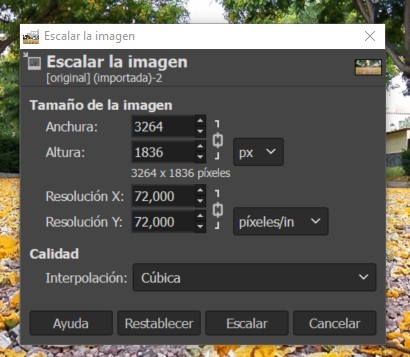 Escalar la imagen
Escalar la imagen
[original] (importada)-2
Tamaño de la imagen
Anchura: 3264
Altura: 1836 px
3264 x 1836 píxeles
Resolución X: 72,000
Resolución Y: 72,000 píxeles/in
Calidad
Interpolación: Cúbica
Ayuda Restablecer Escalar Cancelar